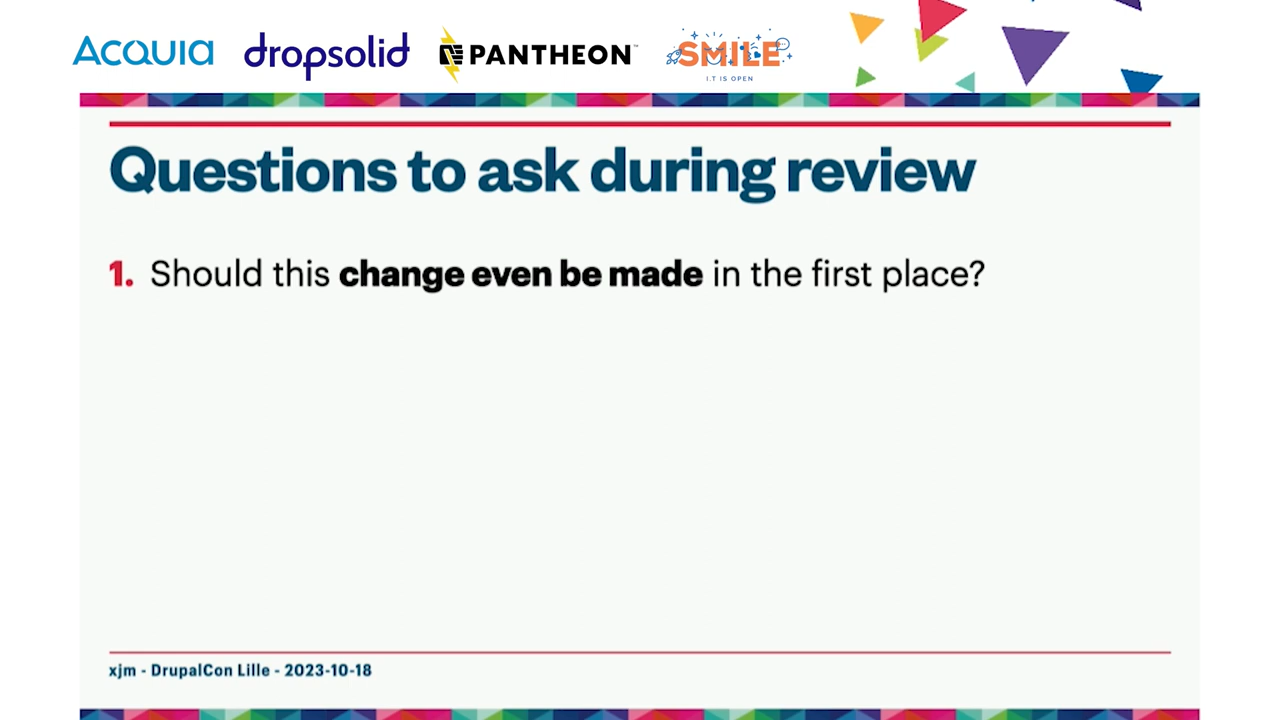 ACQUIA dropsolid PANTHEON™ SMILE
I.T IS OPEN
Questions to ask during review
1. Should this change even be made in the first place?
xjm - DrupalCon Lille - 2023-10-18